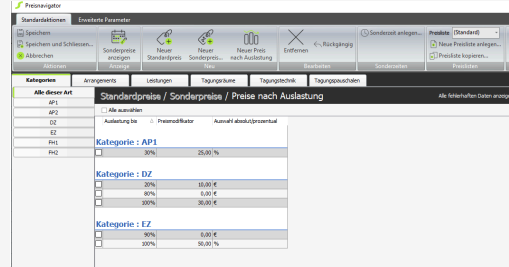 Preisnavigator
Standardaktionen Erweiterte Parameter
Speichern
Speichern und Schliessen...
Abbrechen
Aktionen
Sonderpreise anzeigen
Anzeige
Neuer Standardpreis
Neuer Sonderpreis...
Neuer Preis nach Auslastung
Neu
Entfernen
Rückgängig
Bearbeiten
Sonderzeit anlegen...
Sonderzeiten
Preisliste (Standard)
Neue Preisliste anlegen...
Preisliste kopieren...
Preislisten
Kategorien Arrangements Leistungen Tagungsräume Tagungstechnik Tagungspauschalen
Alle dieser Art
AP1
AP2
DZ
EZ
FH1
FH2
Standardpreise / Sonderpreise / Preise nach Auslastung
Alle fehlerhaften Daten anzeige
Alle auswählen
Auslastung bis Preismodifikator Auswahl absolut/prozentual
Kategorie : AP1
30% 25,00 %
Kategorie : DZ
20% 10,00 €
80% 0,00 €
100% 30,00 €
Kategorie : EZ
90% 0,00 €
100% 50,00 %